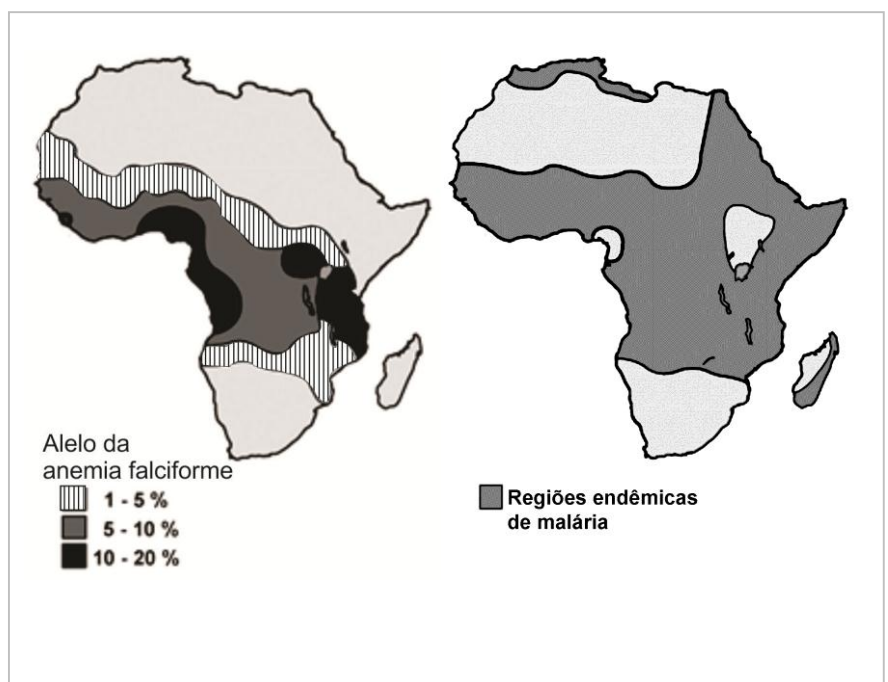 Alelo da
anemia falciforme
1 - 5 %
5 - 10 %
10 - 20 %
Regiões endêmicas
de malária